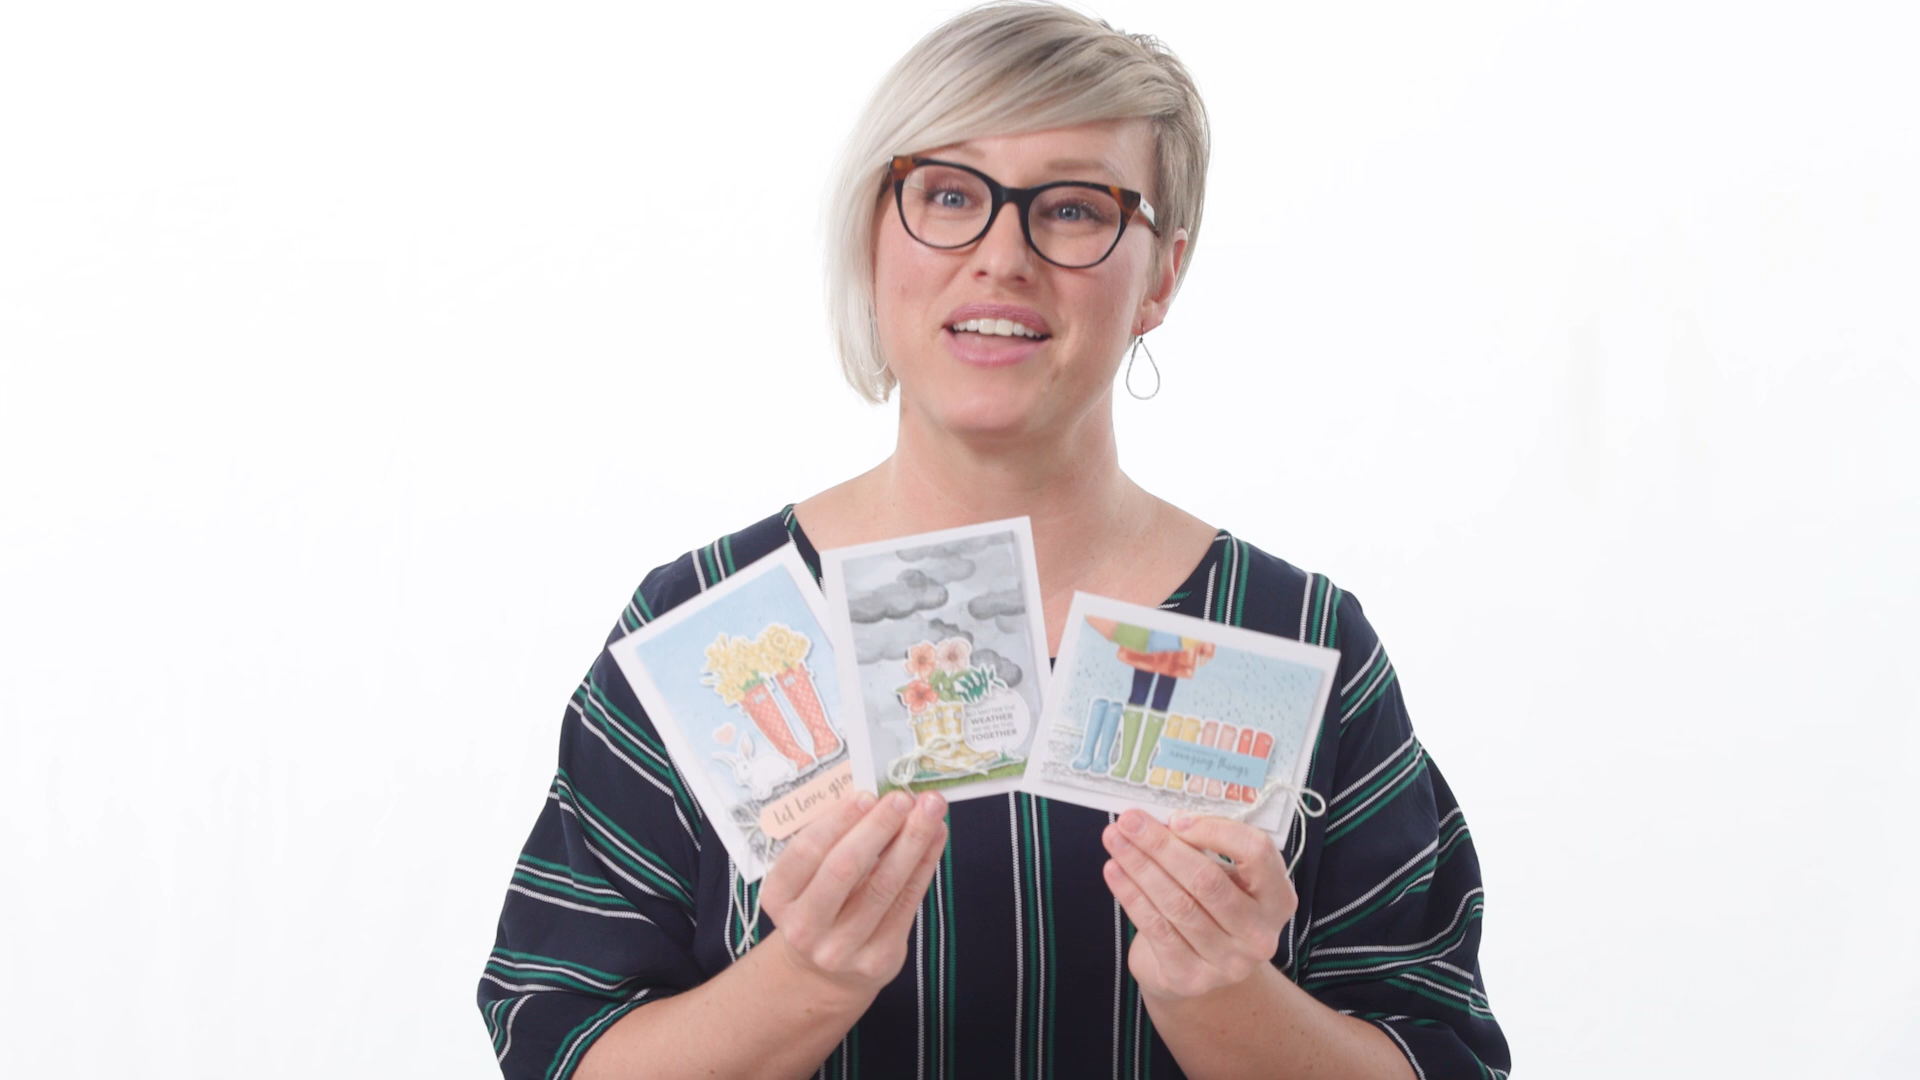 let love grow
NO MATTER THE
WEATHER
WE'RE IN THIS
TOGETHER
amazing things